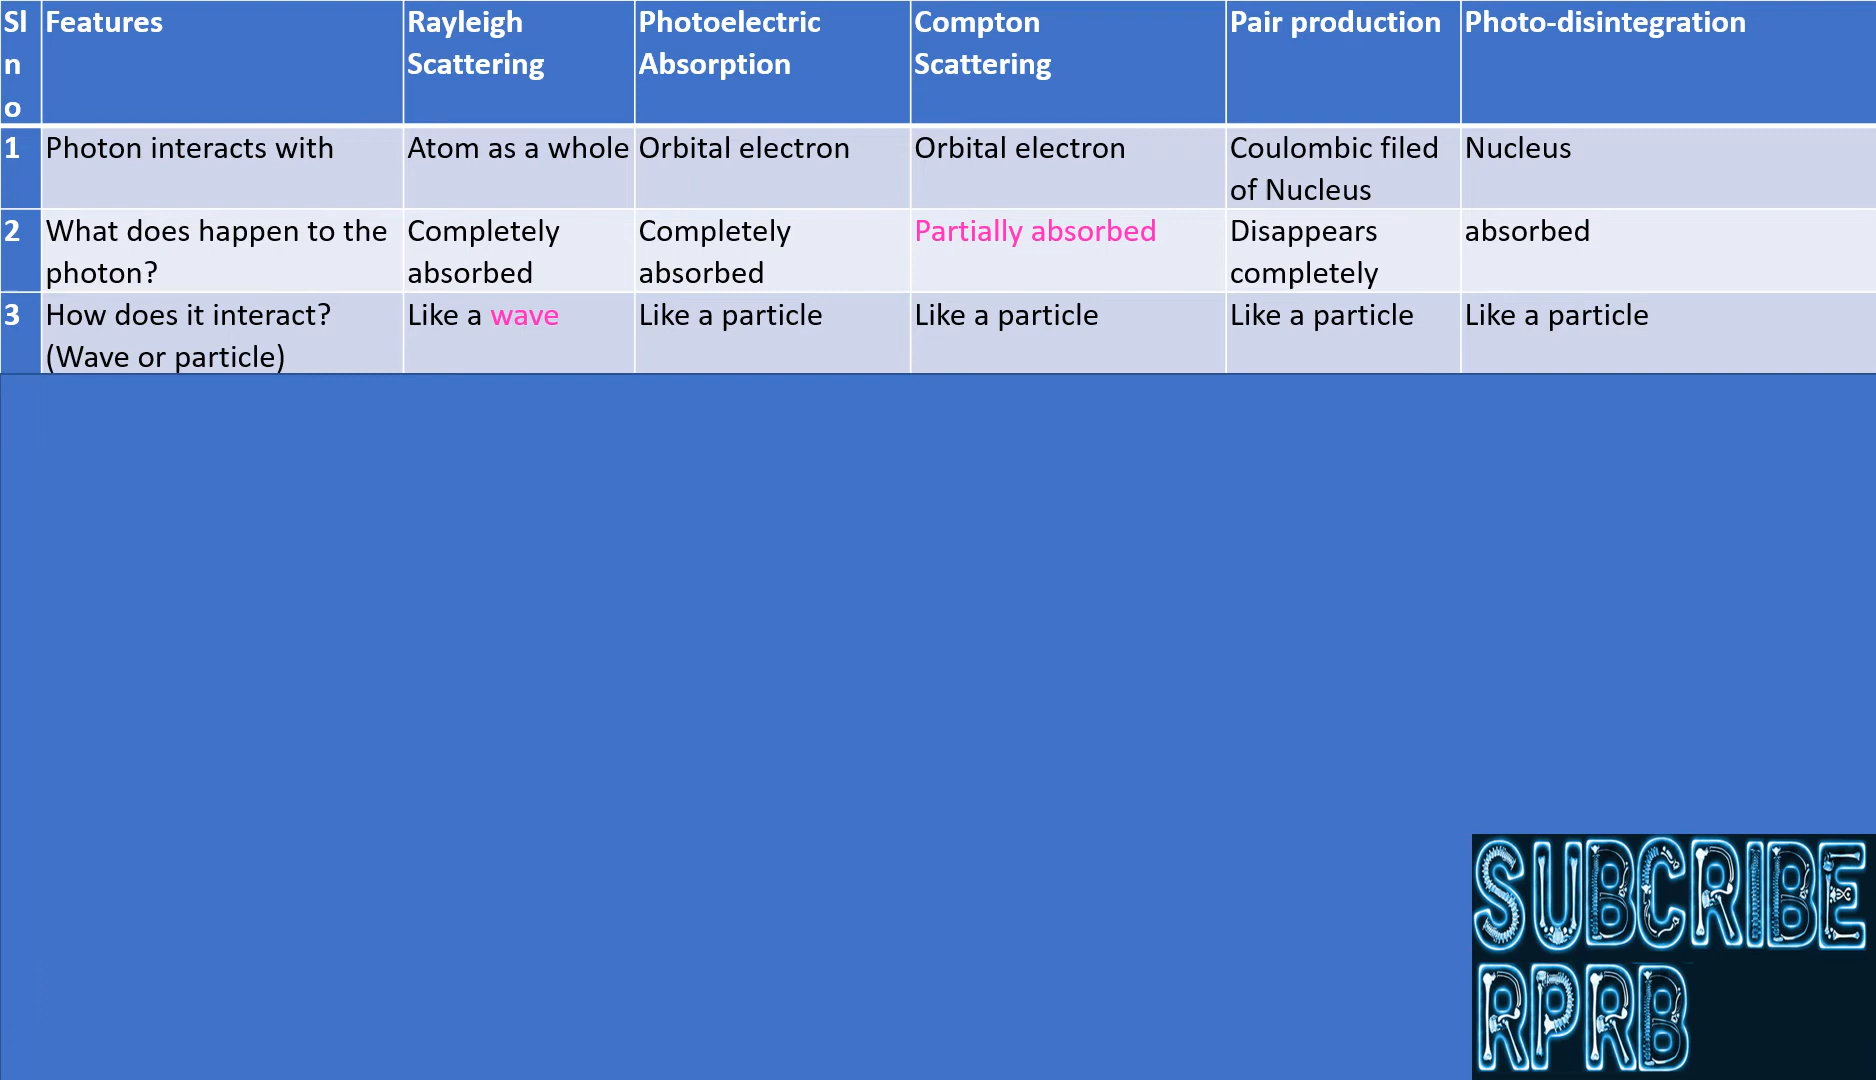 Sl
n
o
Features
Rayleigh
Scattering
Photoelectric
Absorption
Compton
Scattering
Pair production
Photo-disintegration
1
Photon interacts with
Atom as a whole
Orbital electron
Orbital electron
Coulombic filed
of Nucleus
Nucleus
2
What does happen to the
photon?
Completely
absorbed
Completely
absorbed
Partially absorbed
Disappears
completely
absorbed
3
How does it interact?
(Wave or particle)
Like a wave
Like a particle
Like a particle
Like a particle
Like a particle
SUBCRIBE
RPRB